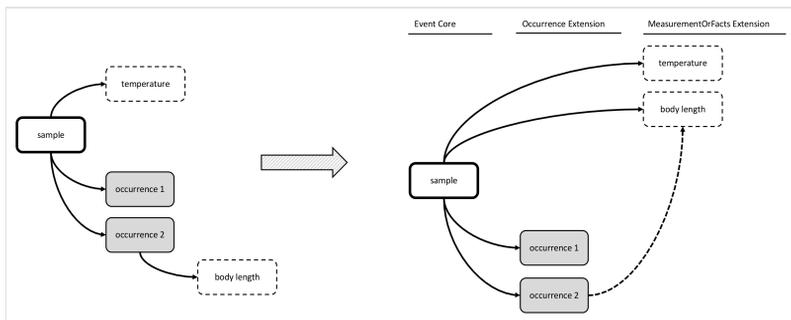 temperature
sample
occurrence 1
occurrence 2
body length
Event Core
Occurrence Extension
MeasurementOrFacts Extension
temperature
body length
sample
occurrence 1
occurrence 2